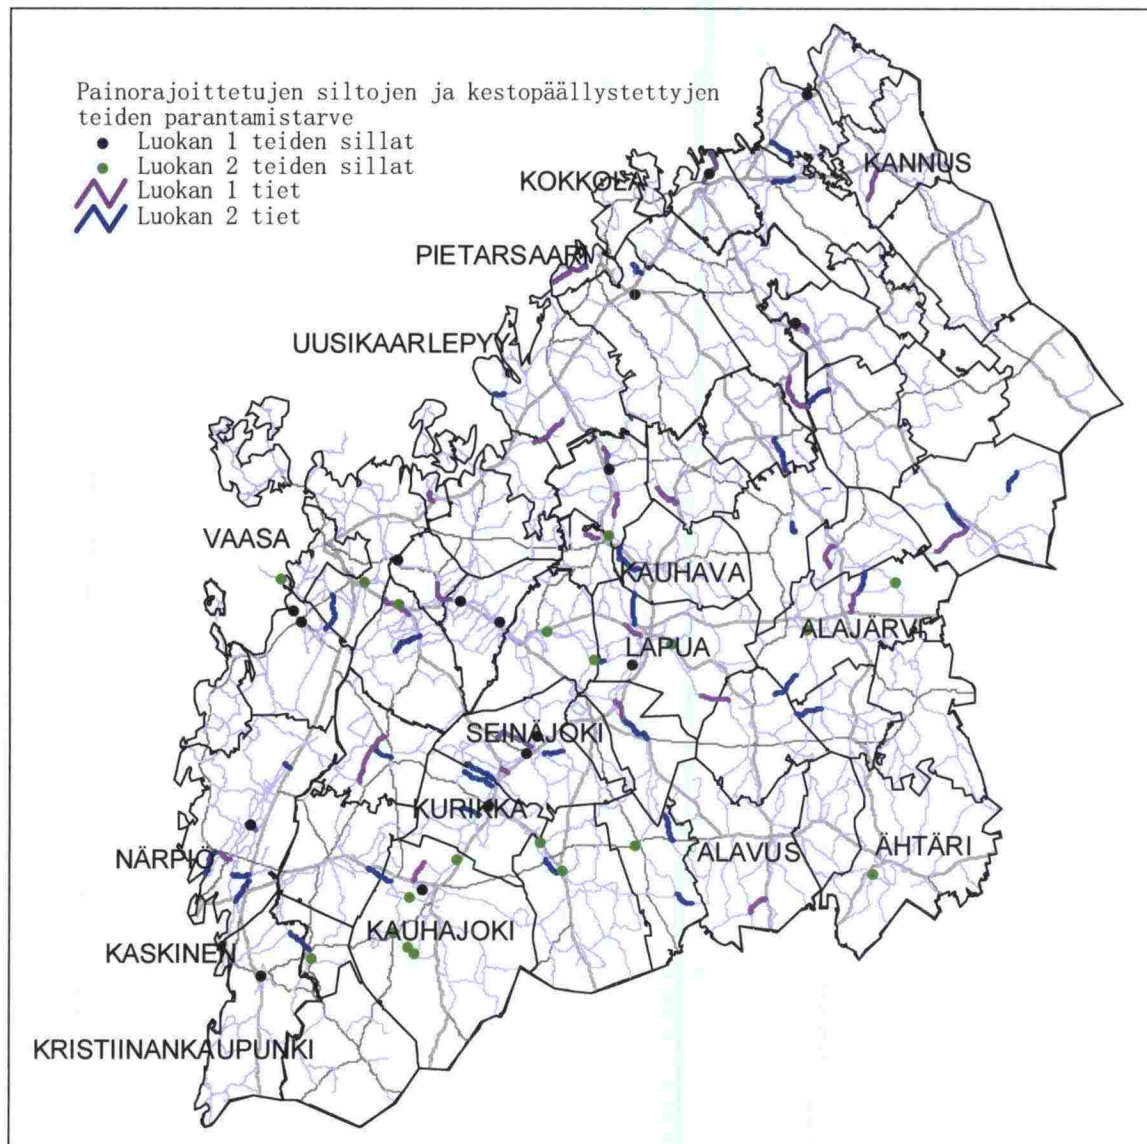 Painorajoitettujen siltojen ja kestopäällystettyjen
teiden parantamistarve
Luokan 1 teiden sillat
Luokan 2 teiden sillat
Luokan 1 tiet
Luokan 2 tiet
KANNUS
KOKKOLA
PIETARSAARI
UUSIKAARLEPYY
VAASA
KAUHAVA
ALAJÄRVI
LAPUA
SEINÄJOKI
KURIKKA
NÄRPIÖ
ALAVUS
ÄHTÄRI
KAUHAJOKI
KASKINEN
KRISTIINANKAUPUNKI